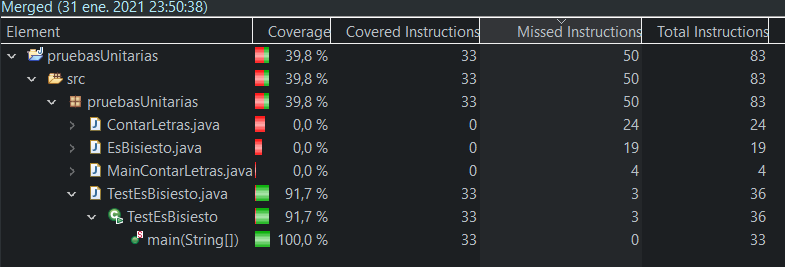 Merged (31 ene. 2021 23:50:38)
Element Coverage Covered Instructions Missed Instructions Total Instructions
pruebasUnitarias 39,8 % 33 50 83
src 39,8 % 33 50 83
pruebasUnitarias 39,8 % 33 50 83
ContarLetras.java 0,0 % 0 24 24
EsBisiesto.java 0,0 % 0 19 19
MainContarLetras.java 0,0 % 0 4 4
TestEsBisiesto.java 91,7 % 33 3 36
TestEsBisiesto 91,7 % 33 3 36
main(String[]) 100,0 % 33 0 33